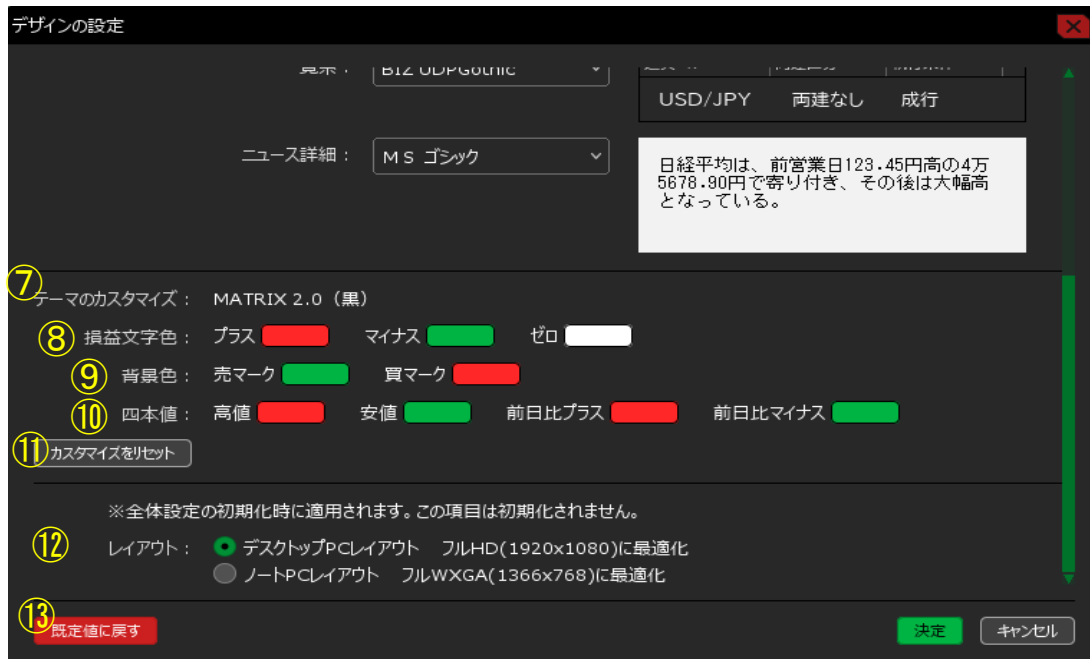 デザインの設定
BIZ UDPGothic
USD/JPY 両建なし 成行
ニュース詳細： ＭＳ ゴシック
日経平均は、前営業日123.45円高の4万
5678.90円で寄り付き、その後は大幅高
となっている。
⑦
テーマのカスタマイズ： MATRIX 2.0（黒）
⑧ 損益文字色： プラス マイナス ゼロ
⑨ 背景色： 売マーク 買マーク
⑩ 四本値： 高値 安値 前日比プラス 前日比マイナス
⑪ カスタマイズをリセット
※全体設定の初期化時に適用されます。この項目は初期化されません。
⑫ レイアウト： デスクトップPCレイアウト フルHD(1920x1080)に最適化
ノートPCレイアウト フルWXGA(1366x768)に最適化
⑬
既定値に戻す 決定 キャンセル